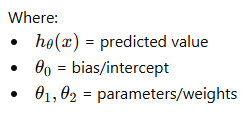 Where:
• hθ(x) = predicted value
• θ0 = bias/intercept
• θ1, θ2 = parameters/weights